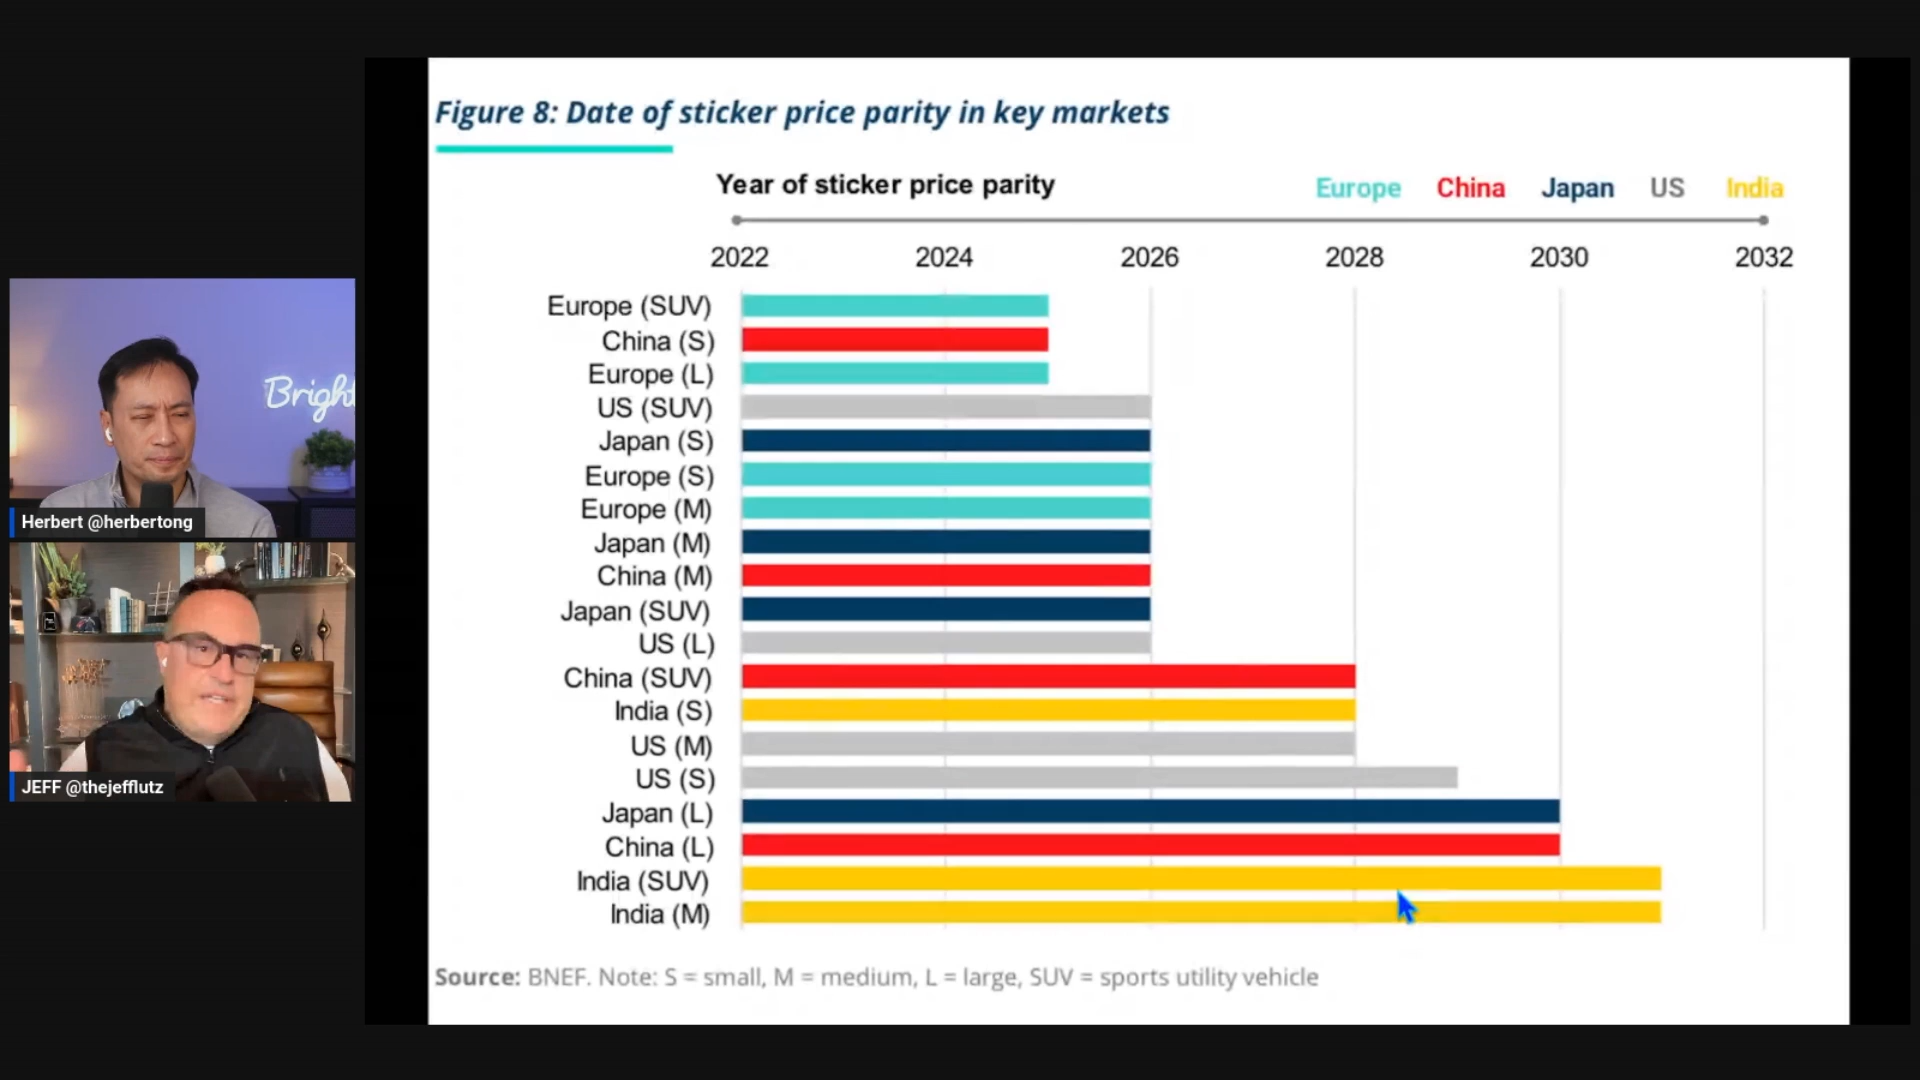 Figure 8: Date of sticker price parity in key markets
Year of sticker price parity
Europe China Japan US India
2022 2024 2026 2028 2030 2032
Europe (SUV)
China (S)
Europe (L)
US (SUV)
Japan (S)
Europe (S)
Europe (M)
Japan (M)
China (M)
Japan (SUV)
US (L)
China (SUV)
India (S)
US (M)
US (S)
Japan (L)
China (L)
India (SUV)
India (M)
Source: BNEF. Note: S = small, M = medium, L = large, SUV = sports utility vehicle
Bright
Herbert @herbertong
JEFF @thejefflutz